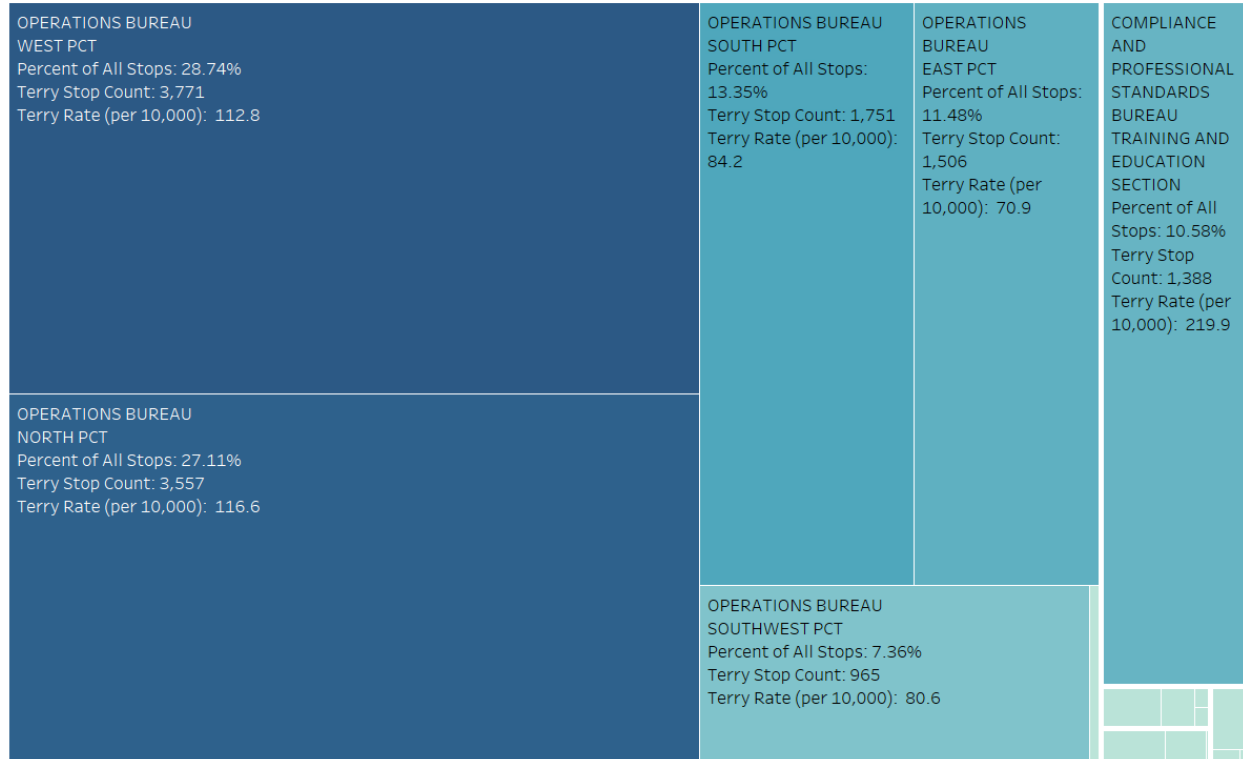 OPERATIONS BUREAU
WEST PCT
Percent of All Stops: 28.74%
Terry Stop Count: 3,771
Terry Rate (per 10,000):  112.8
OPERATIONS BUREAU
NORTH PCT
Percent of All Stops: 27.11%
Terry Stop Count: 3,557
Terry Rate (per 10,000):  116.6
OPERATIONS BUREAU
SOUTH PCT
Percent of All Stops:
13.35%
Terry Stop Count: 1,751
Terry Rate (per 10,000):
84.2
OPERATIONS
BUREAU
EAST PCT
Percent of All Stops:
11.48%
Terry Stop Count:
1,506
Terry Rate (per
10,000):  70.9
OPERATIONS BUREAU
SOUTHWEST PCT
Percent of All Stops: 7.36%
Terry Stop Count: 965
Terry Rate (per 10,000):  80.6
COMPLIANCE
AND
PROFESSIONAL
STANDARDS
BUREAU
TRAINING AND
EDUCATION
SECTION
Percent of All
Stops: 10.58%
Terry Stop
Count: 1,388
Terry Rate (per
10,000):  219.9